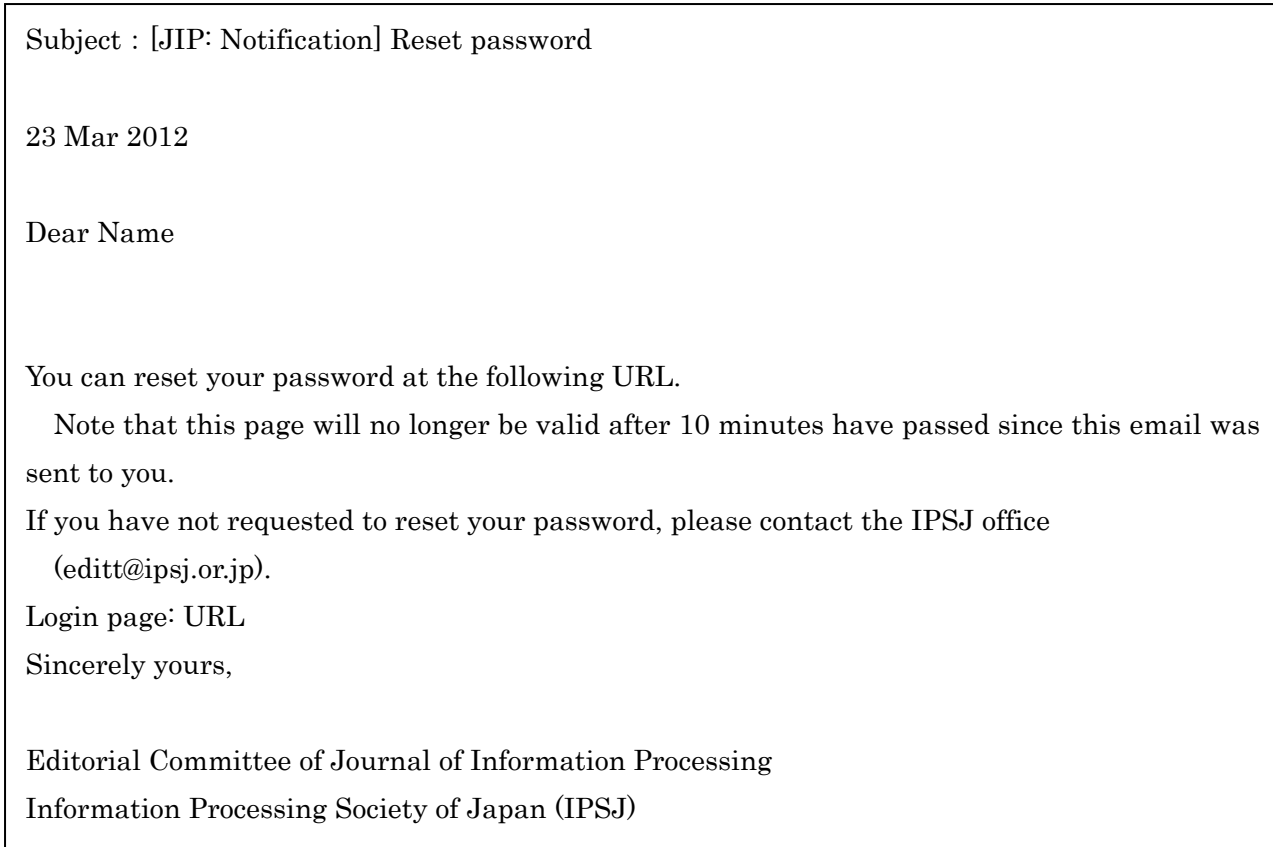 Subject：[JIP: Notification] Reset password
23 Mar 2012
Dear Name
You can reset your password at the following URL.
Note that this page will no longer be valid after 10 minutes have passed since this email was
sent to you.
If you have not requested to reset your password, please contact the IPSJ office
(editt@ipsj.or.jp).
Login page: URL
Sincerely yours,
Editorial Committee of Journal of Information Processing
Information Processing Society of Japan (IPSJ)